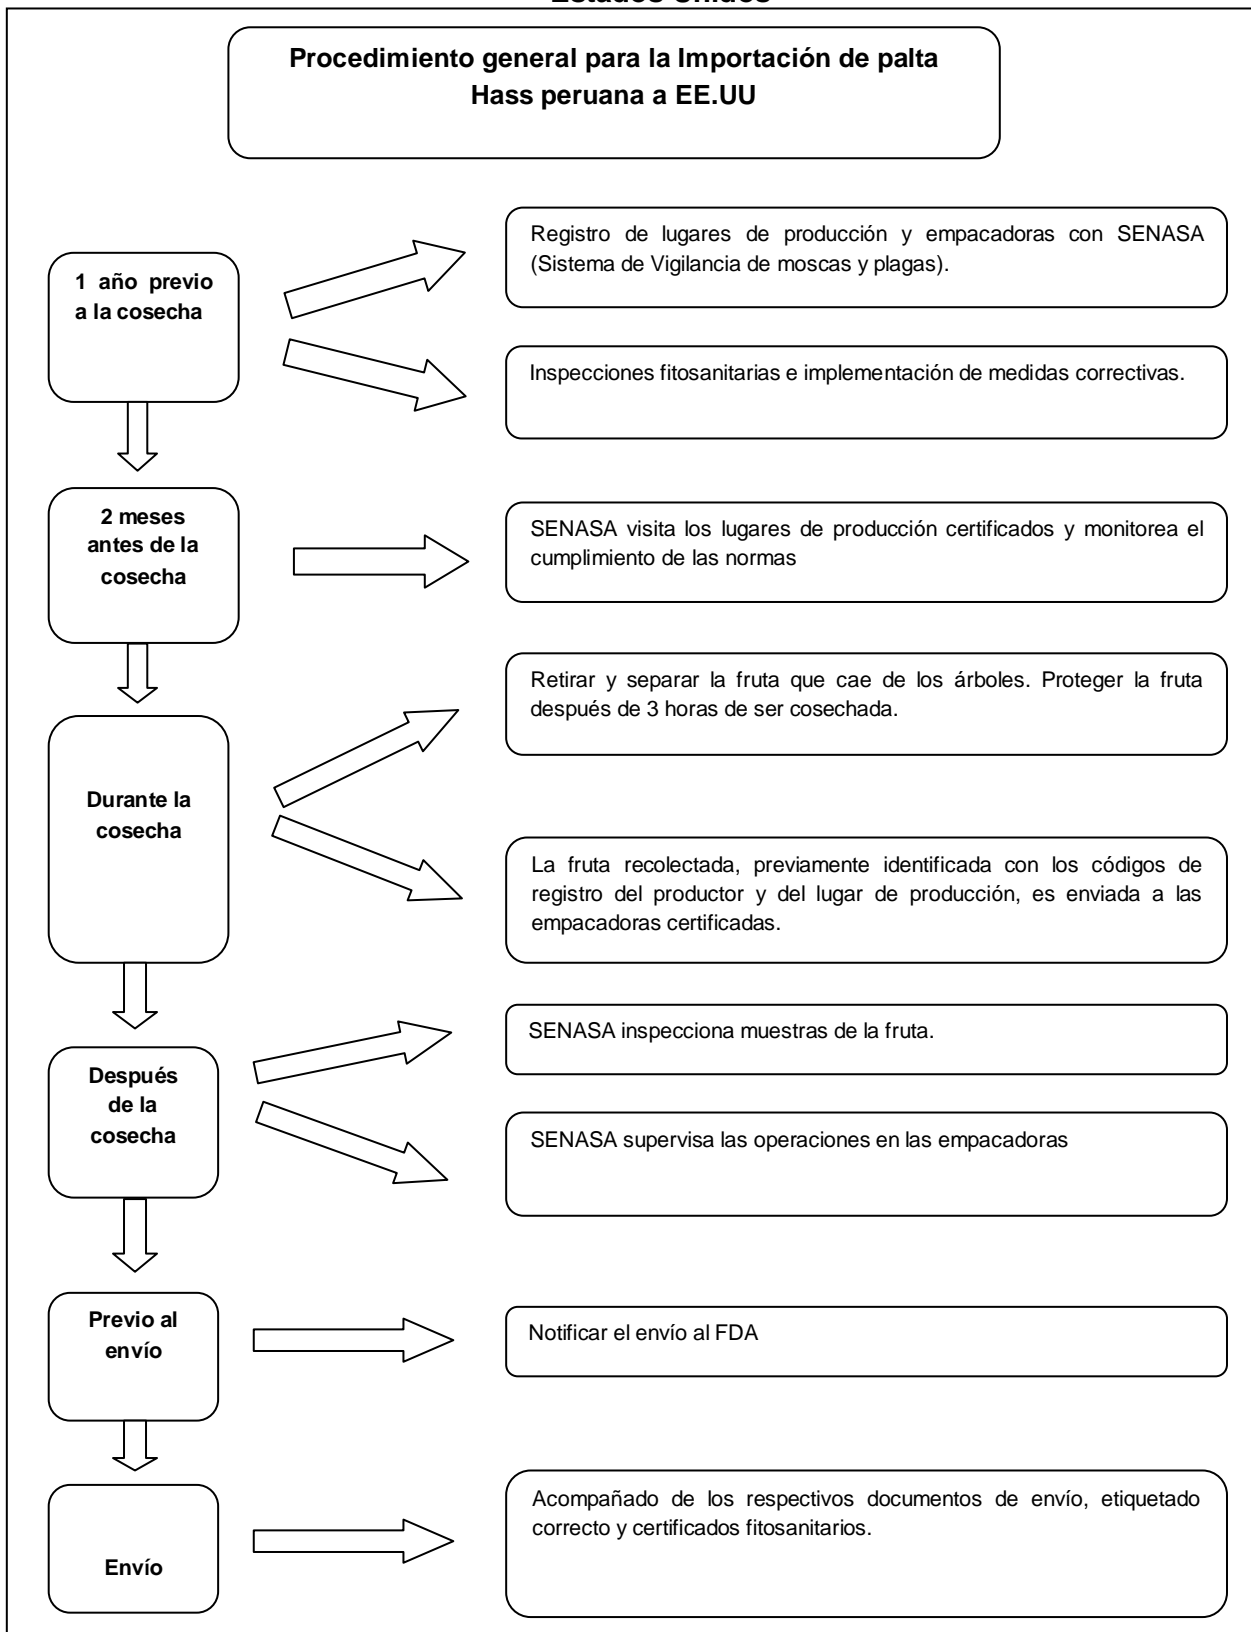 Estados Unidos
Procedimiento general para la Importación de palta
Hass peruana a EE.UU
1 año previo
a la cosecha
Registro de lugares de producción y empacadoras con SENASA
(Sistema de Vigilancia de moscas y plagas).
Inspecciones fitosanitarias e implementación de medidas correctivas.
2 meses
antes de la
cosecha
SENASA visita los lugares de producción certificados y monitorea el
cumplimiento de las normas
Durante la
cosecha
Retirar y separar la fruta que cae de los árboles. Proteger la fruta
después de 3 horas de ser cosechada.
La fruta recolectada, previamente identificada con los códigos de
registro del productor y del lugar de producción, es enviada a las
empacadoras certificadas.
Después
de la
cosecha
SENASA inspecciona muestras de la fruta.
SENASA supervisa las operaciones en las empacadoras
Previo al
envío
Notificar el envío al FDA
Envío
Acompañado de los respectivos documentos de envío, etiquetado
correcto y certificados fitosanitarios.